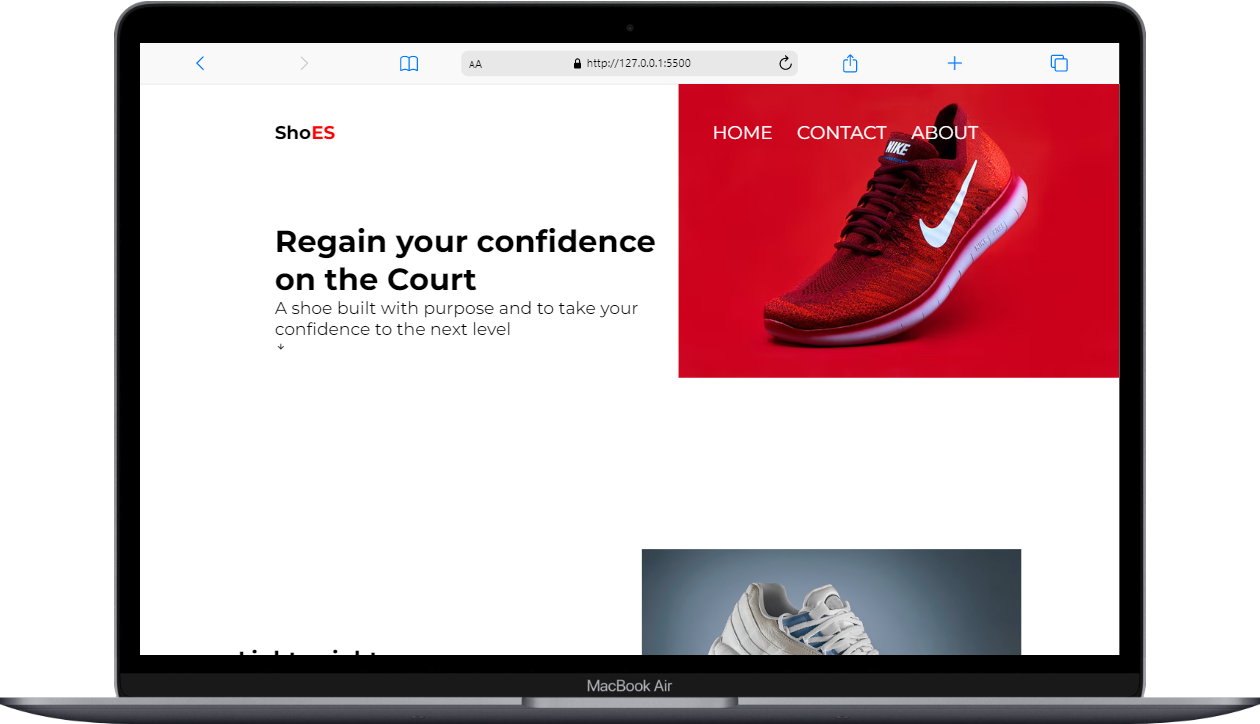 AA
http://127.0.0.1:5500
ShoES
HOME CONTACT ABOUT
NIKE
Regain your confidence
on the Court
A shoe built with purpose and to take your
confidence to the next level
MacBook Air